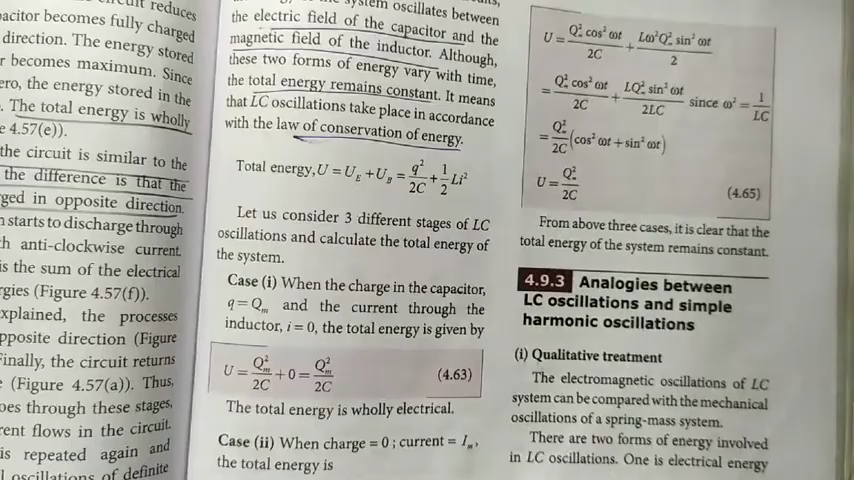 circuit reduces
pacitor becomes fully charged
direction. The energy stored
r becomes maximum. Since
ero, the energy stored in the
. The total energy is wholly
e 4.57(e)).
the circuit is similar to the
the difference is that the
ged in opposite direction.
n starts to discharge through
h anti-clockwise current.
is the sum of the electrical
rgies (Figure 4.57(f)).
explained, the processes
pposite direction (Figure
Finally, the circuit returns
e (Figure 4.57(a)). Thus,
oes through these stages,
rent flows in the circuit.
is repeated again and
l oscillations of definite
system oscillates between
the electric field of the capacitor and the
magnetic field of the inductor. Although,
these two forms of energy vary with time,
the total energy remains constant. It means
that LC oscillations take place in accordance
with the law of conservation of energy.
Total energy, U = U_E + U_B = q²/2C + 1/2 Li²
Let us consider 3 different stages of LC
oscillations and calculate the total energy of
the system.
Case (i) When the charge in the capacitor,
q = Q_m and the current through the
inductor, i = 0, the total energy is given by
U = Q_m²/2C + 0 = Q_m²/2C (4.63)
The total energy is wholly electrical.
Case (ii) When charge = 0 ; current = I_m,
the total energy is
U = Q_m² cos² ωt/2C + Lω²Q_m² sin² ωt/2
= Q_m² cos² ωt/2C + LQ_m² sin² ωt/2LC since ω² = 1/LC
= Q_m²/2C (cos² ωt + sin² ωt)
U = Q_m²/2C (4.65)
From above three cases, it is clear that the
total energy of the system remains constant.
4.9.3 Analogies between
LC oscillations and simple
harmonic oscillations
(i) Qualitative treatment
The electromagnetic oscillations of LC
system can be compared with the mechanical
oscillations of a spring-mass system.
There are two forms of energy involved
in LC oscillations. One is electrical energy